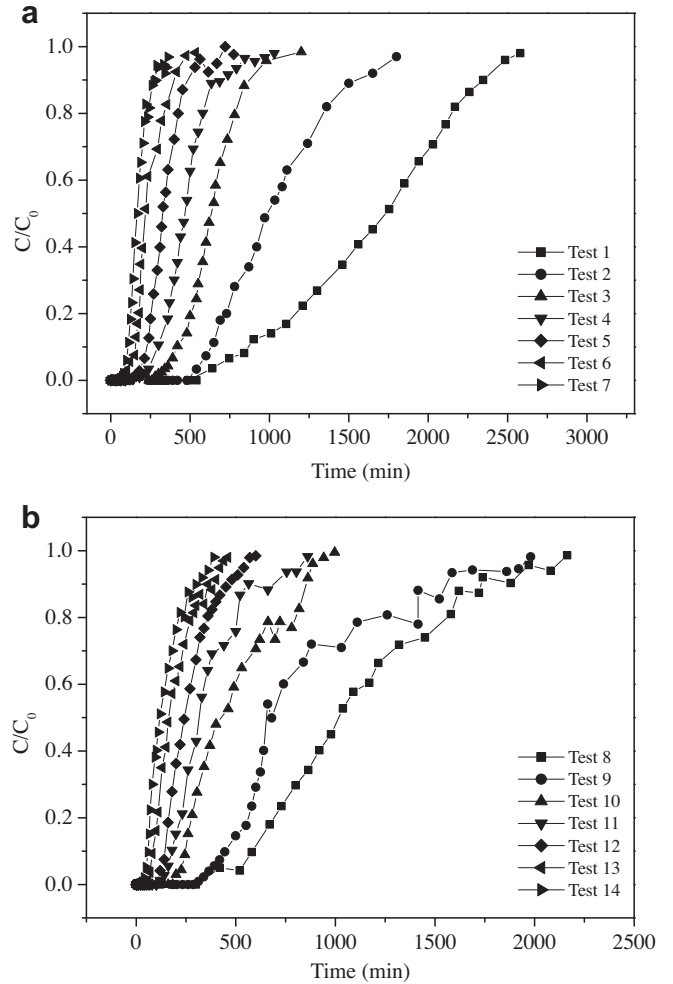 a
1.0
0.8
0.6
0.4
0.2
0.0
C/C0
Test 1
Test 2
Test 3
Test 4
Test 5
Test 6
Test 7
0 500 1000 1500 2000 2500 3000
Time (min)
b
1.0
0.8
0.6
0.4
0.2
0.0
C/C0
Test 8
Test 9
Test 10
Test 11
Test 12
Test 13
Test 14
0 500 1000 1500 2000 2500
Time (min)